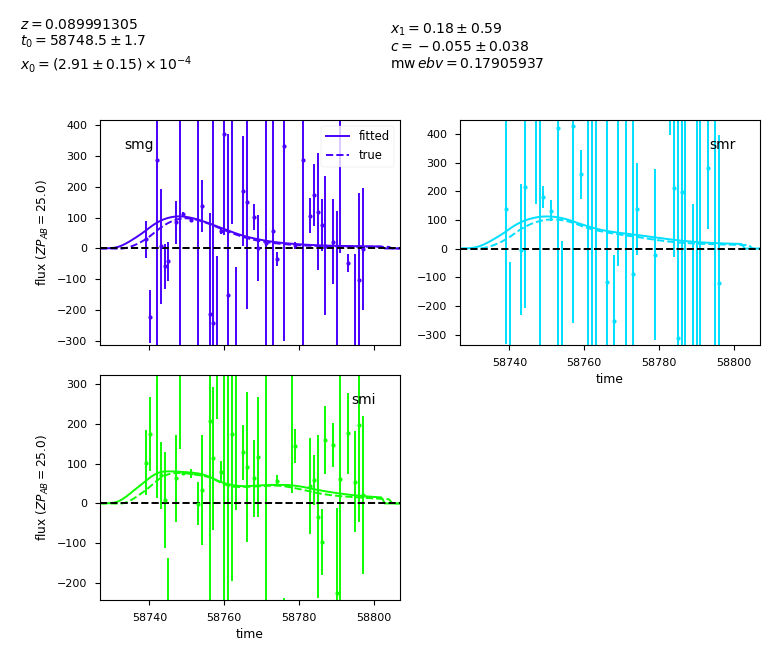 z = 0.089991305
t₀ = 58748.5 ± 1.7
x₀ = (2.91 ± 0.15) × 10⁻⁴
x₁ = 0.18 ± 0.59
c = −0.055 ± 0.038
mw ebv = 0.17905937
smg
fitted
true
400
300
200
100
0
−100
−200
−300
flux (ZP_AB = 25.0)
smr
400
300
200
100
0
−100
−200
−300
58740 58760 58780 58800
time
smi
300
200
100
0
−100
−200
flux (ZP_AB = 25.0)
58740 58760 58780 58800
time